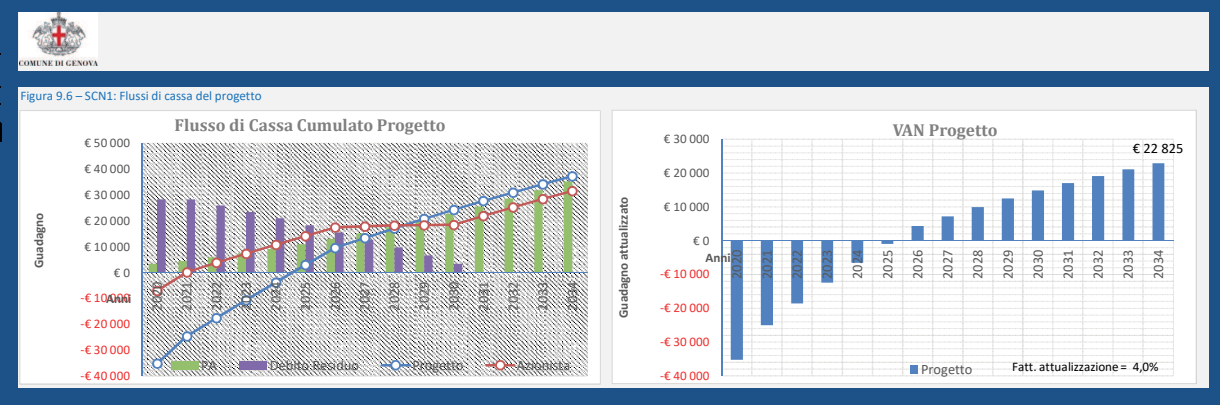 COMUNE DI GENOVA
Figura 9.6 – SCN1: Flussi di cassa del progetto
Flusso di Cassa Cumulato Progetto
Guadagno
€ 50 000
€ 40 000
€ 30 000
€ 20 000
€ 10 000
€ 0
-€ 10 000
-€ 20 000
-€ 30 000
-€ 40 000
Anni
2020 2021 2022 2023 2024 2025 2026 2027 2028 2029 2030 2031 2032 2033 2034
PA Debito Residuo Progetto Azionista
VAN Progetto
Guadagno attualizzato
€ 30 000
€ 20 000
€ 10 000
€ 0
-€ 10 000
-€ 20 000
-€ 30 000
-€ 40 000
€ 22 825
Anni
2020 2021 2022 2023 2024 2025 2026 2027 2028 2029 2030 2031 2032 2033 2034
Progetto
Fatt. attualizzazione = 4,0%